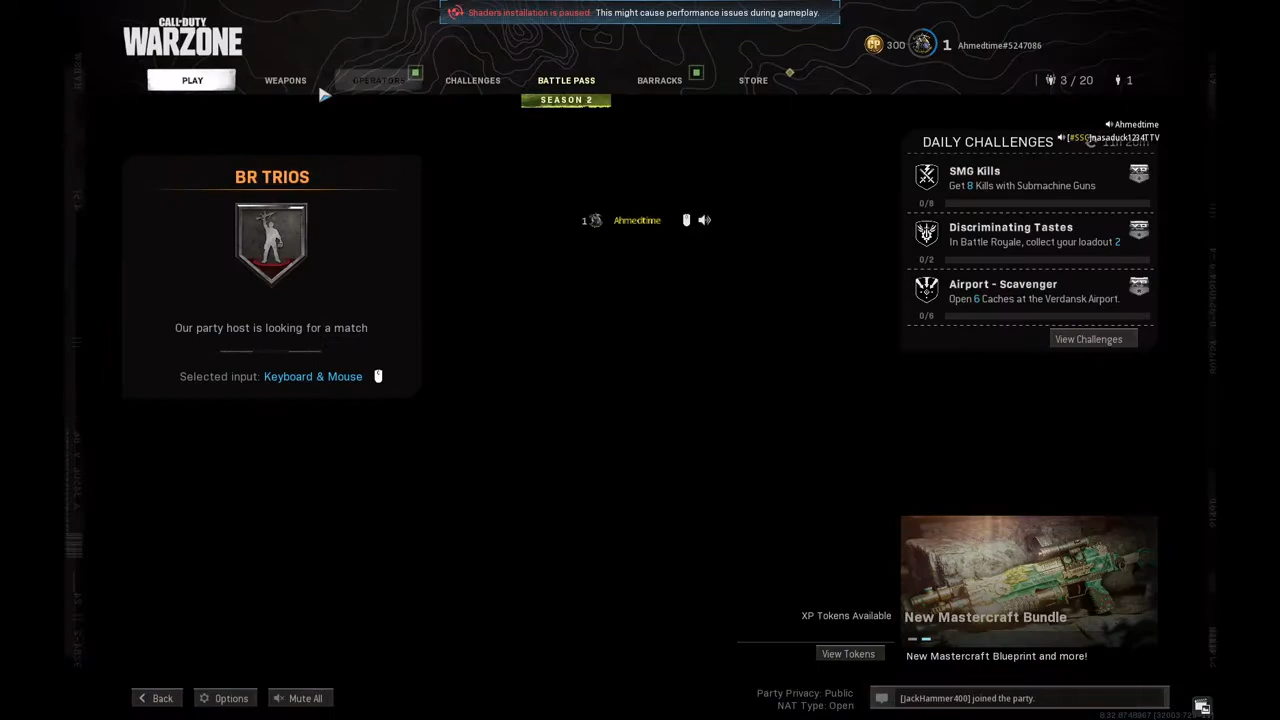 Shaders installation is paused. This might cause performance issues during gameplay.
CALL OF DUTY
WARZONE
CP 300 1 Ahmedtime#5247086
PLAY WEAPONS OPERATORS CHALLENGES BATTLE PASS BARRACKS STORE 3 / 20 1
SEASON 2
Ahmedtime
DAILY CHALLENGES
BR TRIOS
SMG Kills
Get 8 Kills with Submachine Guns
0/8
1 Ahmedtime
Discriminating Tastes
In Battle Royale, collect your loadout 2
0/2
Airport - Scavenger
Open 6 Caches at the Verdansk Airport.
0/6
Our party host is looking for a match
View Challenges
Selected input: Keyboard & Mouse
XP Tokens Available
New Mastercraft Bundle
View Tokens
New Mastercraft Blueprint and more!
Back Options Mute All
Party Privacy: Public
NAT Type: Open
[JackHammer400] joined the party.